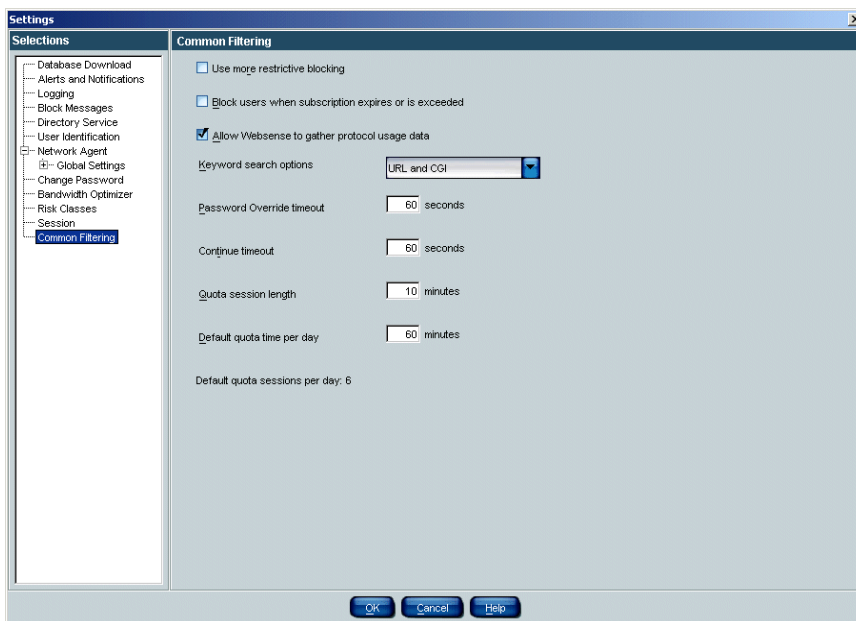 Settings
Selections
Common Filtering
Database Download
Alerts and Notifications
Logging
Block Messages
Directory Service
User Identification
Network Agent
Global Settings
Change Password
Bandwidth Optimizer
Risk Classes
Session
Common Filtering
Use more restrictive blocking
Block users when subscription expires or is exceeded
Allow Websense to gather protocol usage data
Keyword search options URL and CGI
Password Override timeout 60 seconds
Continue timeout 60 seconds
Quota session length 10 minutes
Default quota time per day 60 minutes
Default quota sessions per day: 6
OK Cancel Help